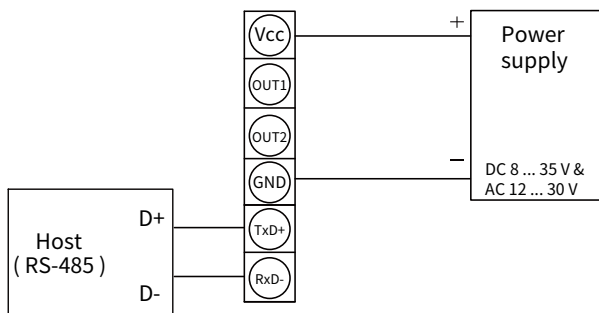 Vcc
OUT1
OUT2
GND
TxD+
RxD-
+
Power
supply
−
DC 8 ... 35 V &
AC 12 ... 30 V
D+
Host
( RS-485 )
D-